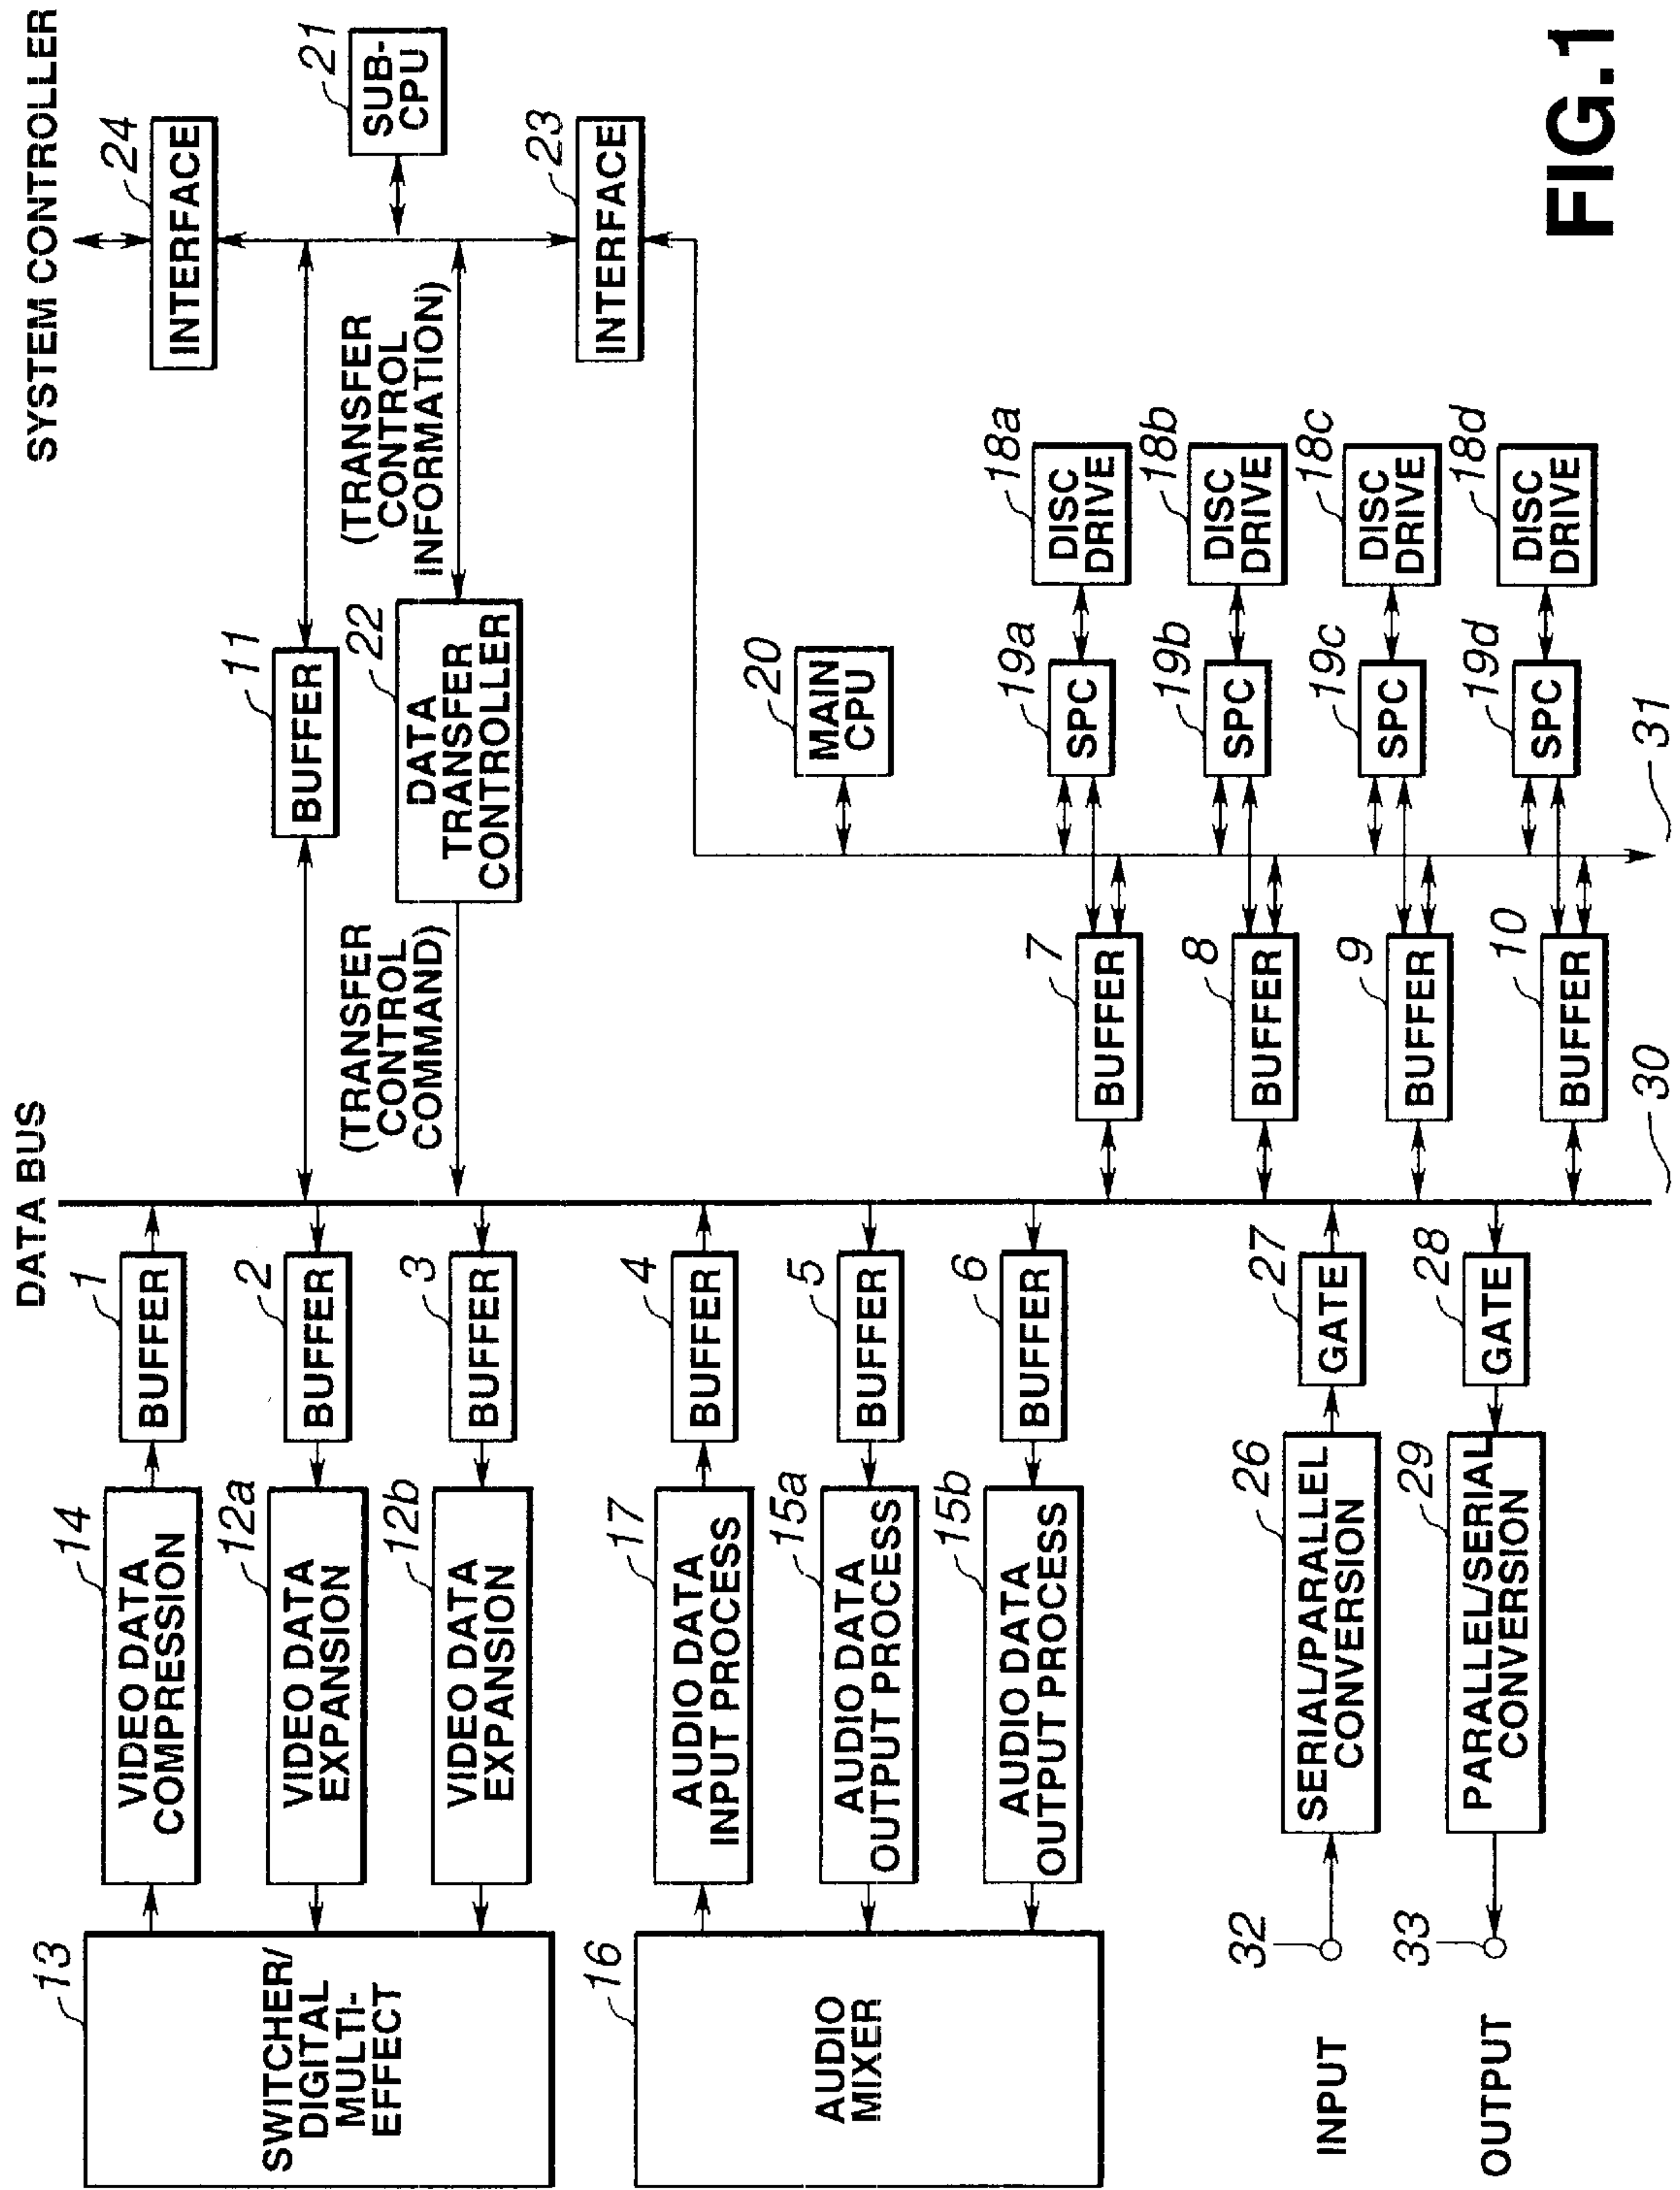 SYSTEM CONTROLLER
DATA BUS
24
INTERFACE
21
SUB-
CPU
23
INTERFACE
11
BUFFER
22
DATA
TRANSFER
CONTROLLER
(TRANSFER
CONTROL
INFORMATION)
(TRANSFER
CONTROL
COMMAND)
20
MAIN
CPU
13
SWITCHER/
DIGITAL
MULTI-
EFFECT
14
VIDEO DATA
COMPRESSION
1
BUFFER
12a
VIDEO DATA
EXPANSION
2
BUFFER
12b
VIDEO DATA
EXPANSION
3
BUFFER
16
AUDIO
MIXER
17
AUDIO DATA
INPUT PROCESS
4
BUFFER
15a
AUDIO DATA
OUTPUT PROCESS
5
BUFFER
15b
AUDIO DATA
OUTPUT PROCESS
6
BUFFER
7
BUFFER
19a
SPC
18a
DISC
DRIVE
8
BUFFER
19b
SPC
18b
DISC
DRIVE
9
BUFFER
19c
SPC
18c
DISC
DRIVE
10
BUFFER
19d
SPC
18d
DISC
DRIVE
INPUT
32
26
SERIAL/PARALLEL
CONVERSION
27
GATE
OUTPUT
33
29
PARALLEL/SERIAL
CONVERSION
28
GATE
30
31
FIG.1